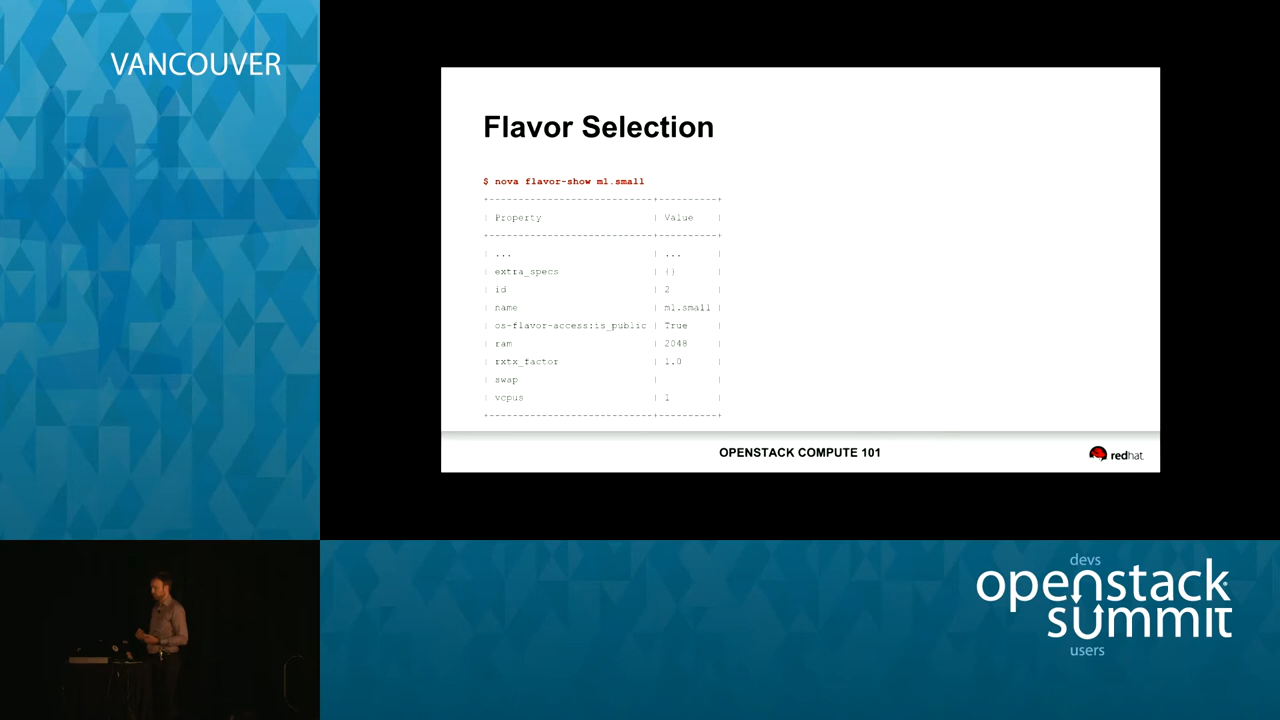 VANCOUVER
Flavor Selection
$ nova flavor-show m1.small
+----------------------------+---------+
| Property | Value |
+----------------------------+---------+
| ... | ... |
| extra_specs | {} |
| id | 2 |
| name | m1.small |
| os-flavor-access:is_public | True |
| ram | 2048 |
| rxtx_factor | 1.0 |
| swap | | |
| vcpus | 1 |
+----------------------------+---------+
OPENSTACK COMPUTE 101
redhat
devs
openstack
summit
users